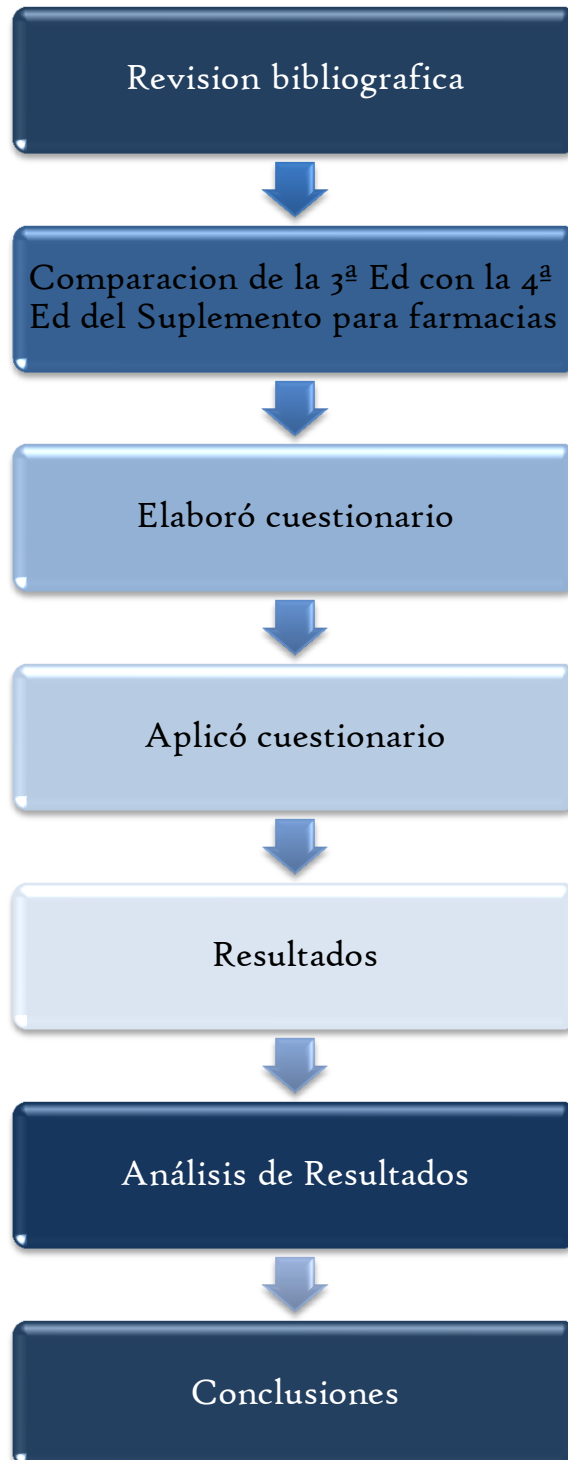 Revision bibliografica
Comparacion de la 3ª Ed con la 4ª
Ed del Suplemento para farmacias
Elaboró cuestionario
Aplicó cuestionario
Resultados
Análisis de Resultados
Conclusiones